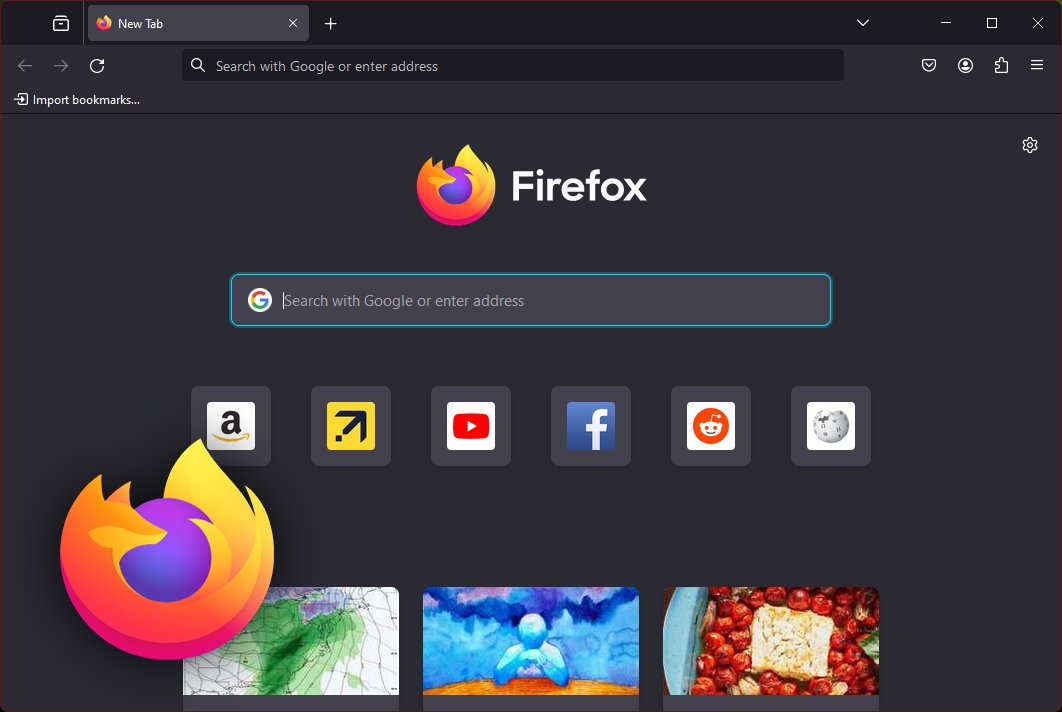 New Tab
Search with Google or enter address
Import bookmarks...
Firefox
Search with Google or enter address